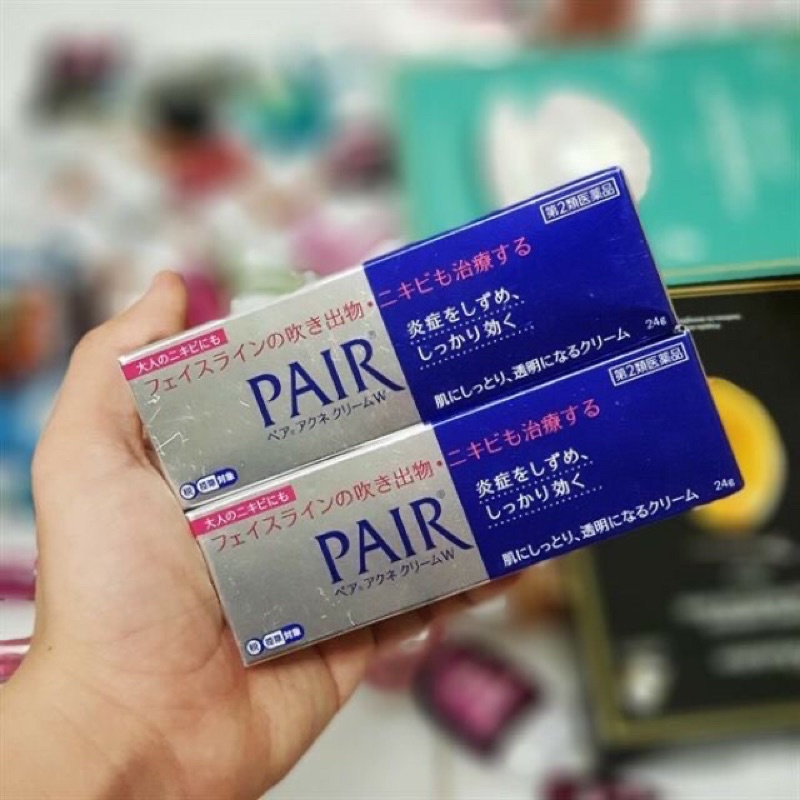 第2類医薬品
大人のニキビにも
フェイスラインの吹き出物・ニキビも治療する
PAIR®
ペア®アクネクリームW
炎症をしずめ、
しっかり効く
肌にしっとり、透明になるクリーム
24g
税 控除 対象
第2類医薬品
大人のニキビにも
フェイスラインの吹き出物・ニキビも治療する
PAIR®
ペア®アクネクリームW
炎症をしずめ、
しっかり効く
肌にしっとり、透明になるクリーム
24g
税 控除 対象